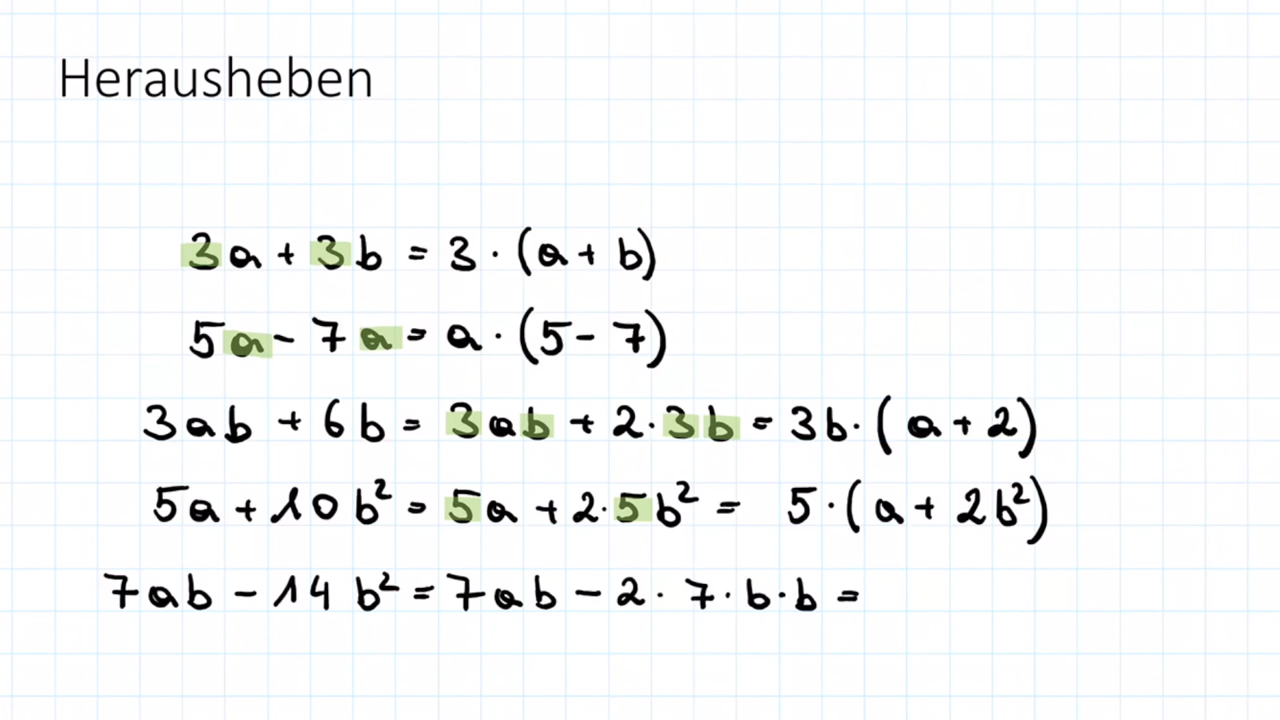 Herausheben
3a + 3b = 3 · (a + b)
5a - 7a = a · (5 - 7)
3ab + 6b = 3ab + 2 · 3b = 3b · (a + 2)
5a + 10b² = 5a + 2 · 5b² = 5 · (a + 2b²)
7ab - 14b² = 7ab - 2 · 7 · b · b =